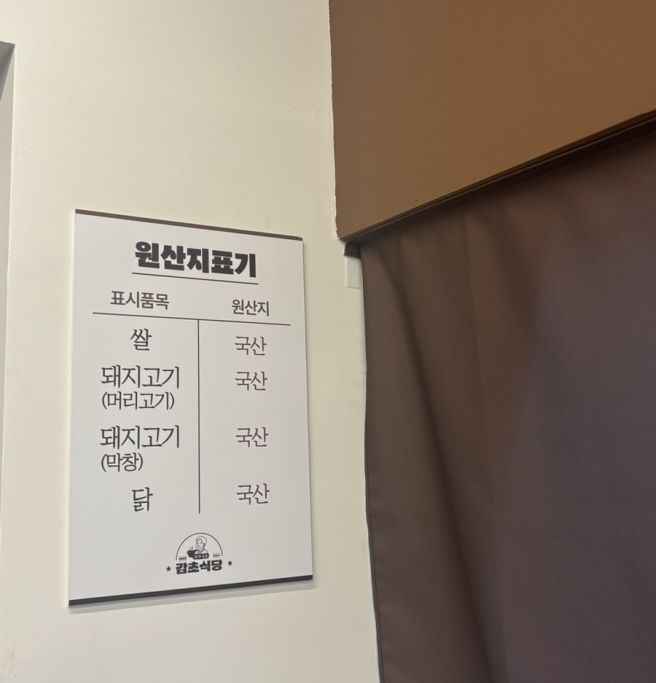 원산지표기
표시품목 원산지
쌀 국산
돼지고기 국산
(머리고기)
돼지고기 국산
(막창)
닭 국산
감초식당